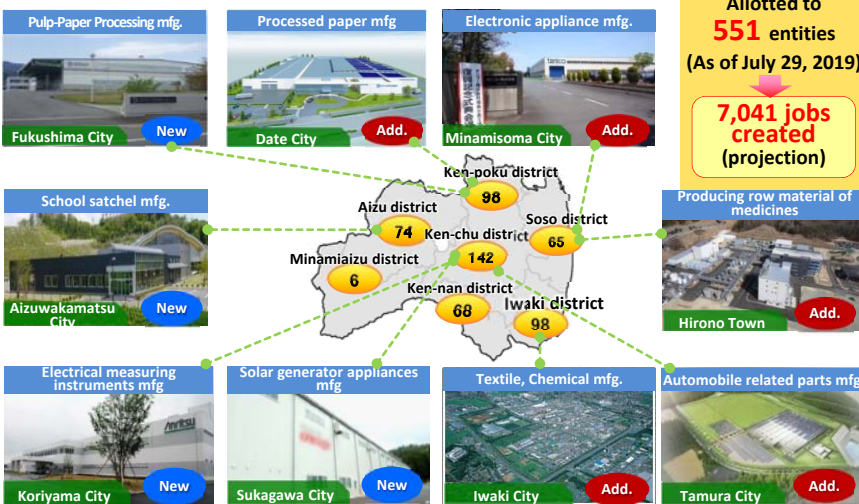 Pulp-Paper Processing mfg.
Fukushima City
New
Processed paper mfg
Date City
Add.
Electronic appliance mfg.
tanico
Minamisoma City
Add.
Allotted to
551 entities
(As of July 29, 2019)
7,041 jobs
created
(projection)
School satchel mfg.
Aizuwakamatsu
City
New
Ken-poku district
98
Aizu district
74
Ken-chu district
142
Soso district
65
Minamiaizu district
6
Ken-nan district
68
Iwaki district
98
Producing row material of
medicines
Hirono Town
Add.
Electrical measuring
instruments mfg
Anritsu
Koriyama City
New
Solar generator appliances
mfg
Sukagawa City
New
Textile, Chemical mfg.
Iwaki City
Add.
Automobile related parts mfg
Tamura City
Add.